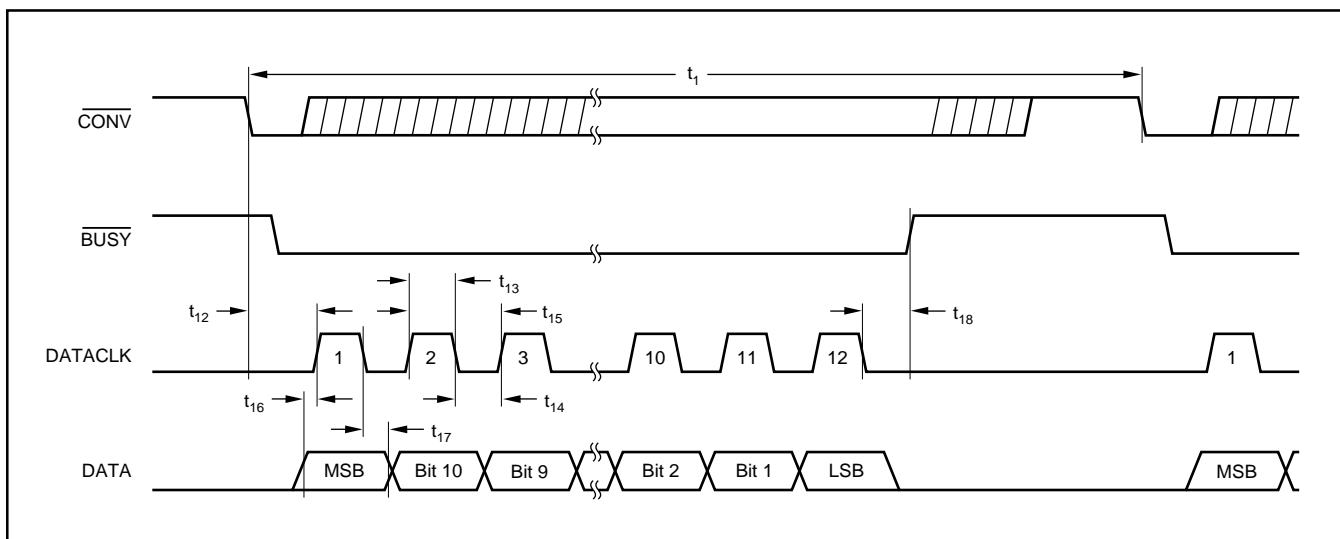 t₁
CONV
BUSY
t₁₃
t₁₂
t₁₅
t₁₈
DATACLK
1 2 3 10 11 12 1
t₁₆
t₁₄
t₁₇
DATA
MSB Bit 10 Bit 9 Bit 2 Bit 1 LSB MSB